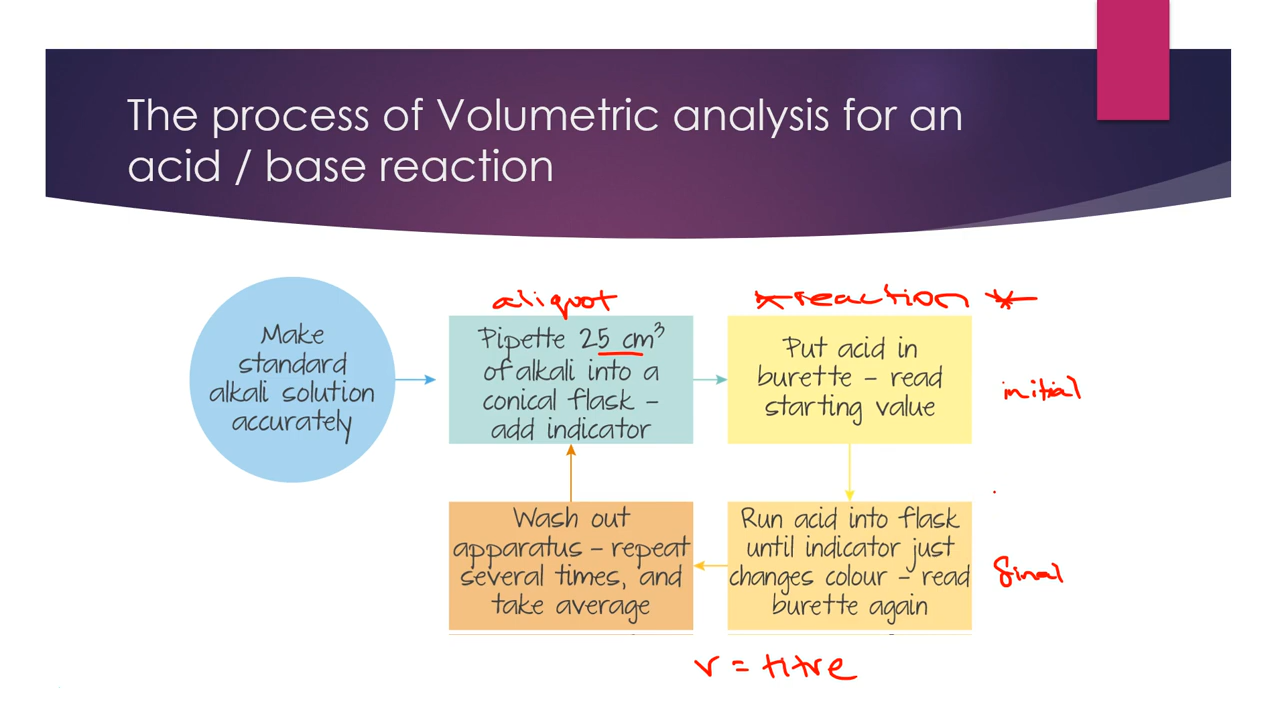 The process of Volumetric analysis for an
acid / base reaction
Make
standard
alkali solution
accurately
aliquot
Pipette 25 cm³
of alkali into a
conical flask –
add indicator
*reaction *
Put acid in
burette – read
starting value
initial
Run acid into flask
until indicator just
changes colour – read
burette again
final
Wash out
apparatus – repeat
several times, and
take average
v = titre